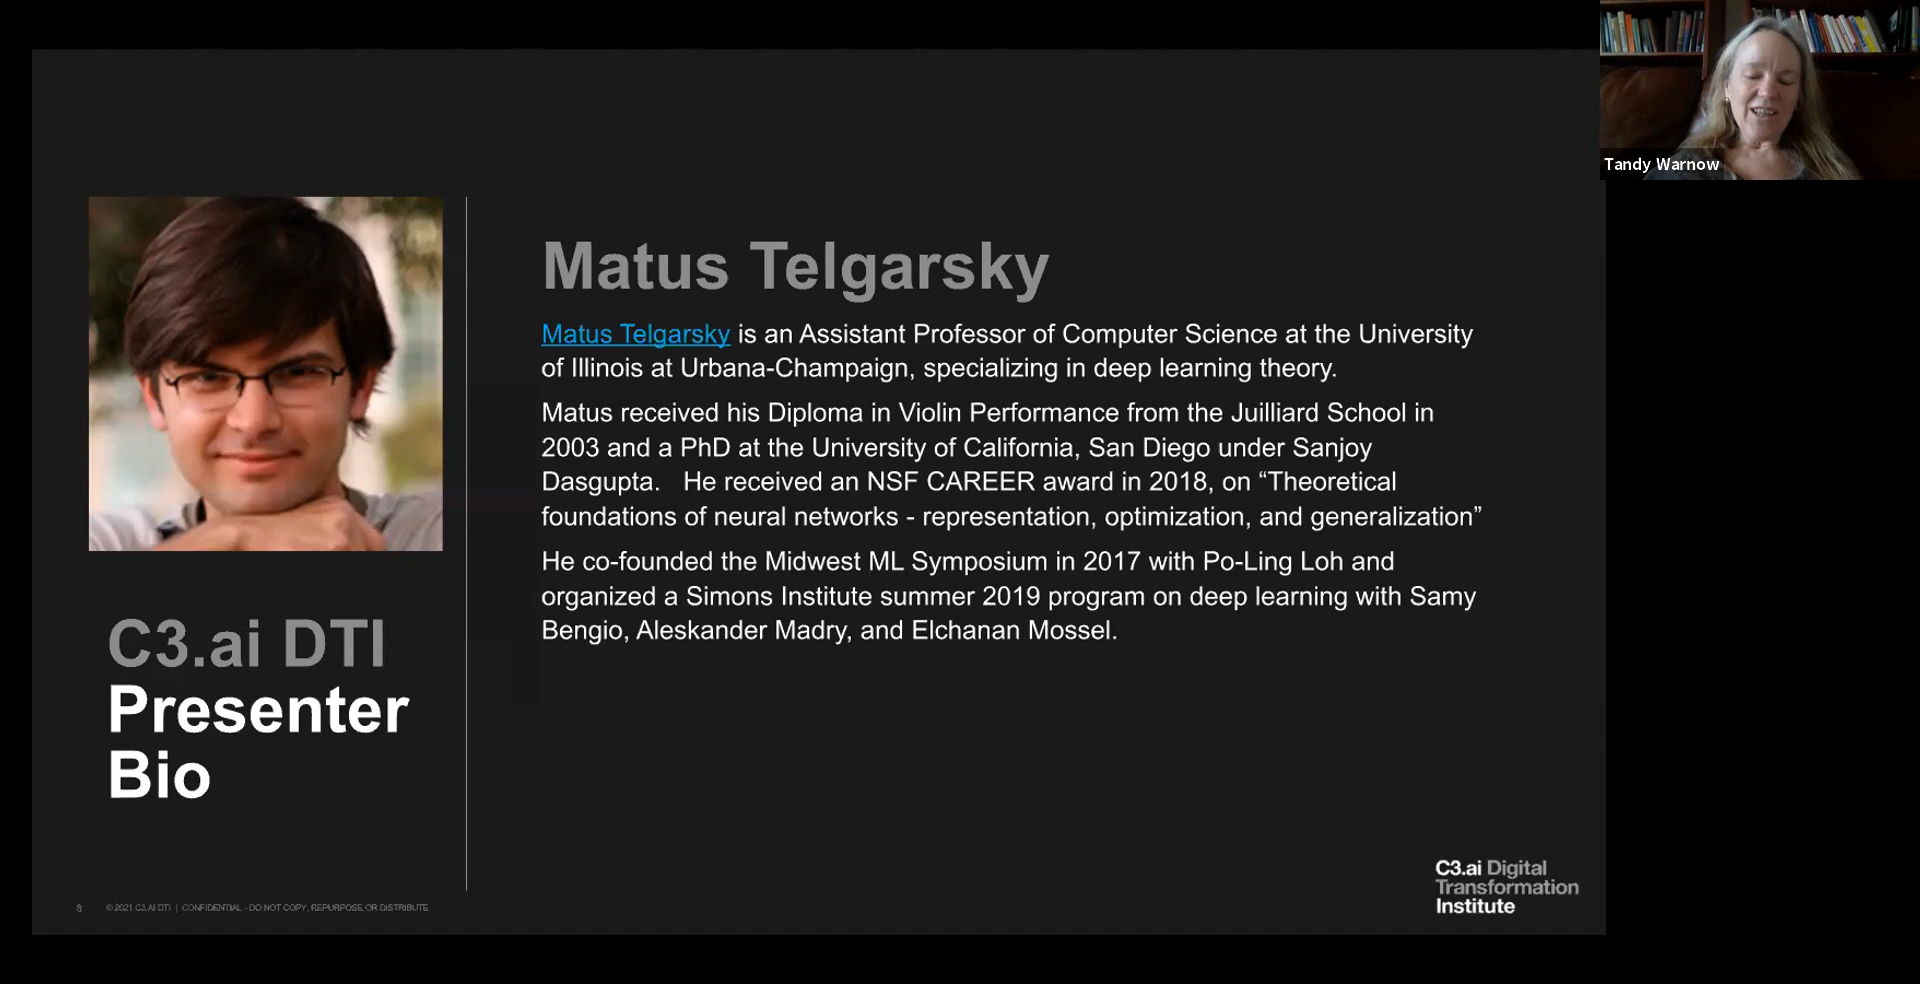 Tandy Warnow
Matus Telgarsky
Matus Telgarsky is an Assistant Professor of Computer Science at the University
of Illinois at Urbana-Champaign, specializing in deep learning theory.
Matus received his Diploma in Violin Performance from the Juilliard School in
2003 and a PhD at the University of California, San Diego under Sanjoy
Dasgupta. He received an NSF CAREER award in 2018, on “Theoretical
foundations of neural networks - representation, optimization, and generalization”
He co-founded the Midwest ML Symposium in 2017 with Po-Ling Loh and
organized a Simons Institute summer 2019 program on deep learning with Samy
Bengio, Aleskander Madry, and Elchanan Mossel.
C3.ai DTI
Presenter
Bio
© 2021 C3.AI DTI | CONFIDENTIAL - DO NOT COPY, REPURPOSE, OR DISTRIBUTE
C3.ai Digital
Transformation
Institute